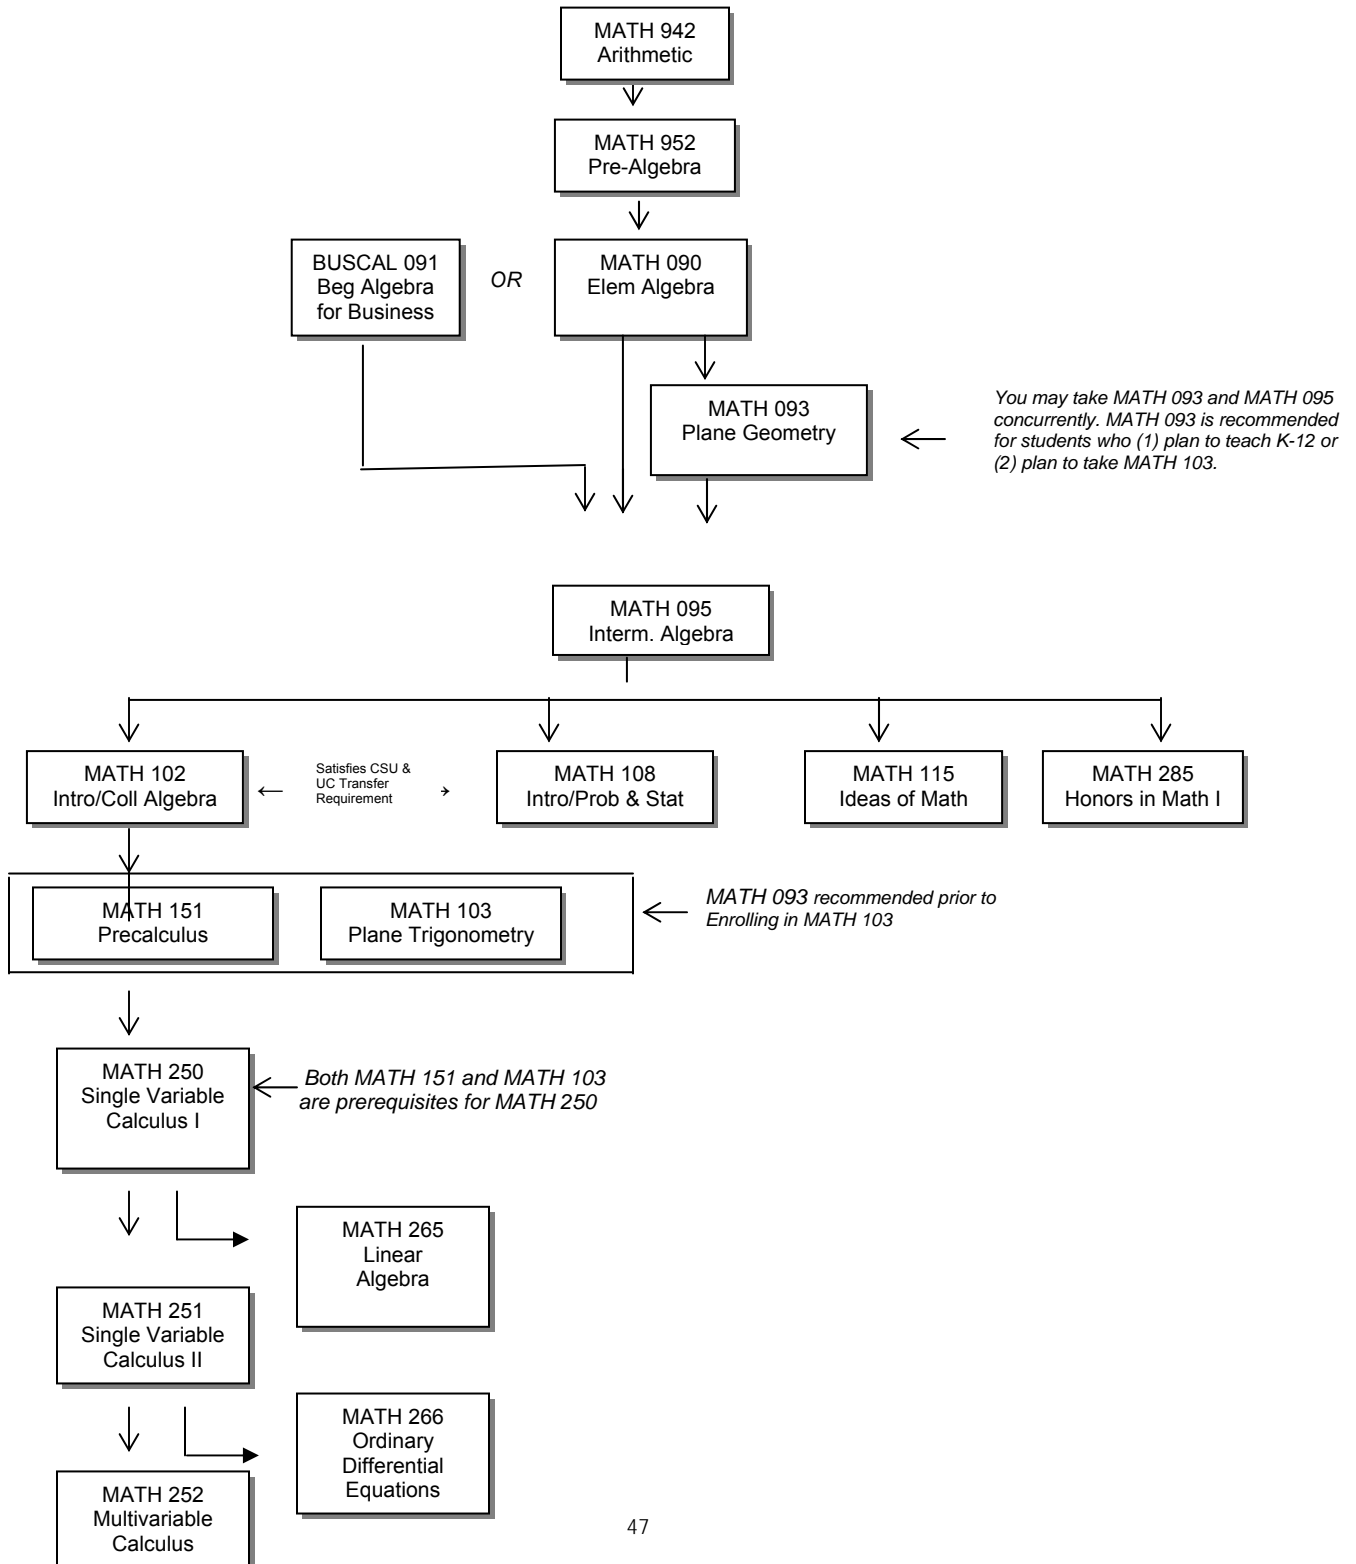 MATH 942
Arithmetic
MATH 952
Pre-Algebra
BUSCAL 091
Beg Algebra
for Business
OR
MATH 090
Elem Algebra
MATH 093
Plane Geometry
You may take MATH 093 and MATH 095
concurrently. MATH 093 is recommended
for students who (1) plan to teach K-12 or
(2) plan to take MATH 103.
MATH 095
Interm. Algebra
MATH 102
Intro/Coll Algebra
Satisfies CSU &
UC Transfer
Requirement
MATH 108
Intro/Prob & Stat
MATH 115
Ideas of Math
MATH 285
Honors in Math I
MATH 151
Precalculus
MATH 103
Plane Trigonometry
MATH 093 recommended prior to
Enrolling in MATH 103
MATH 250
Single Variable
Calculus I
Both MATH 151 and MATH 103
are prerequisites for MATH 250
MATH 265
Linear
Algebra
MATH 251
Single Variable
Calculus II
MATH 266
Ordinary
Differential
Equations
MATH 252
Multivariable
Calculus
47